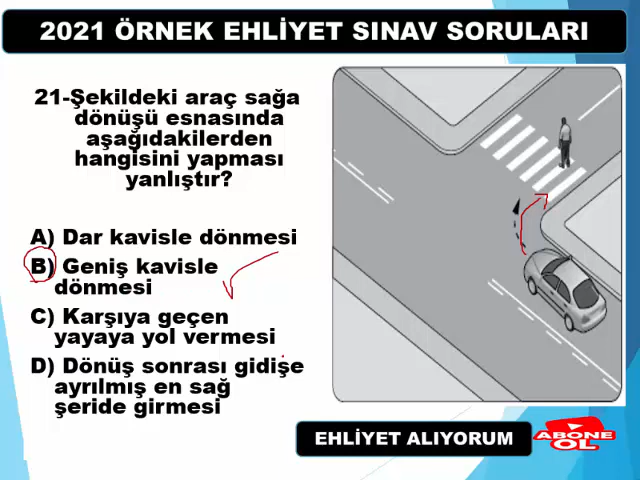 2021 ÖRNEK EHLİYET SINAV SORULARI
21-Şekildeki araç sağa
dönüşü esnasında
aşağıdakilerden
hangisini yapması
yanlıştır?
A) Dar kavisle dönmesi
B) Geniş kavisle
dönmesi
C) Karşıya geçen
yayaya yol vermesi
D) Dönüş sonrası gidişe
ayrılmış en sağ
şeride girmesi
EHLİYET ALIYORUM
ABONE
OL